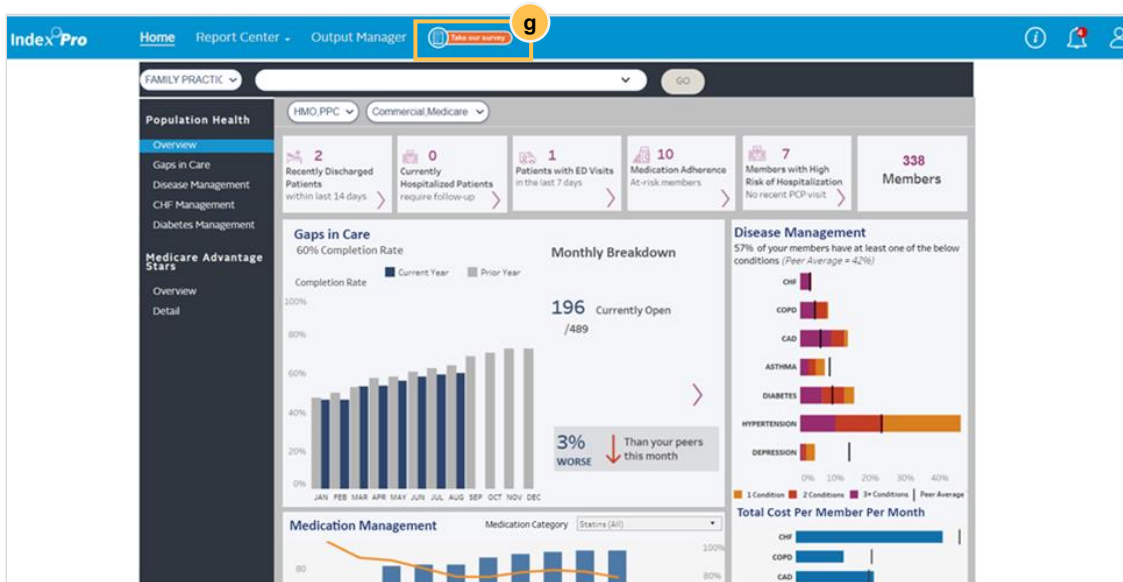 g
IndexPro Home Report Center Output Manager Take our survey
FAMILY PRACTIC GO
Population Health
Overview
Gaps in Care
Disease Management
CHF Management
Diabetes Management
Medicare Advantage
Stars
Overview
Detail
HMO,PPC Commercial,Medicare
2
Recently Discharged
Patients
within last 14 days
0
Currently
Hospitalized Patients
require follow-up
1
Patients with ED Visits
in the last 7 days
10
Medication Adherence
At-risk members
7
Members with High
Risk of Hospitalization
No recent PCP visit
338
Members
Gaps in Care
60% Completion Rate
Current Year Prior Year
Completion Rate
100%
80%
60%
40%
20%
0%
JAN FEB MAR APR MAY JUN JUL AUG SEP OCT NOV DEC
Monthly Breakdown
196 Currently Open
/489
3%
WORSE
Than your peers
this month
Disease Management
57% of your members have at least one of the below
conditions (Peer Average = 42%)
CHF
COPD
CAD
ASTHMA
DIABETES
HYPERTENSION
DEPRESSION
0% 10% 20% 30% 40%
1 Condition 2 Conditions 3+ Conditions Peer Average
Medication Management Medication Category Statins (All)
80
100%
80%
Total Cost Per Member Per Month
CHF
COPD
CAD